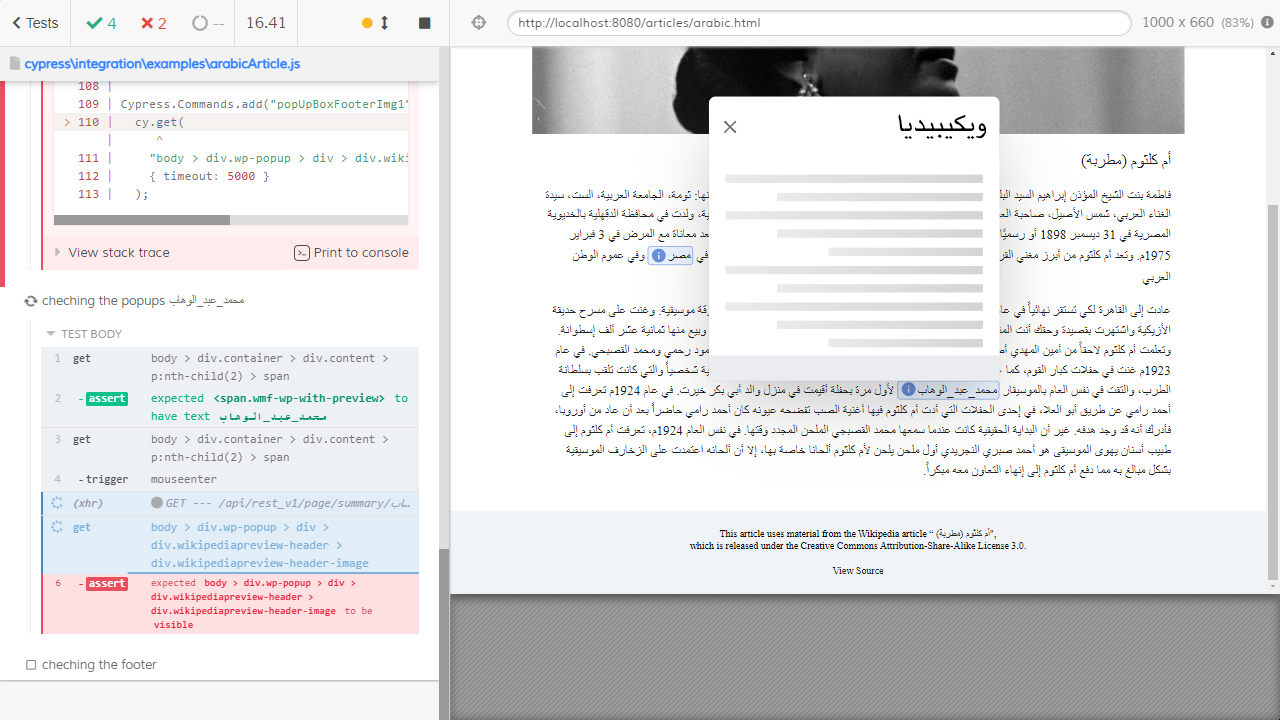 Tests
4
2
--
16.41
http://localhost:8080/articles/arabic.html
1000 x 660 (83%)
cypress\integration\examples\arabicArticle.js
108 |
109 | Cypress.Commands.add("popUpBoxFooterImg1"
> 110 | cy.get(
| ^
111 | "body > div.wp-popup > div > div.wiki
112 | { timeout: 5000 }
113 | );
View stack trace
Print to console
cheching the popups محمد_عبد_الوهاب
TEST BODY
1 get body > div.container > div.content >
p:nth-child(2) > span
2 -assert expected <span.wmf-wp-with-preview> to
have text محمد_عبد_الوهاب
3 get body > div.container > div.content >
p:nth-child(2) > span
4 -trigger mouseenter
(xhr) GET --- /api/rest_v1/page/summary/اب...
get body > div.wp-popup > div >
div.wikipediapreview-header >
div.wikipediapreview-header-image
6 -assert expected body > div.wp-popup > div >
div.wikipediapreview-header >
div.wikipediapreview-header-image to be
visible
cheching the footer
ويكيبيديا
أم كلثوم (مطربة)
فاطمة بنت الشيخ المؤذن إبراهيم السيد البل نها: ثومة، الجامعة العربية، الست، سيدة
الغناء العربي، شمس الأصيل، صاحبة العص ية، ولدت في محافظة الدقهلية بالخديوية
المصرية في 31 ديسمبر 1898 أو رسميًا عد معاناة مع المرض في 3 فبراير
1975م. وتعد أم كلثوم من أبرز مغني القر في مصر وفي عموم الوطن
العربي
عادت إلى القاهرة لكي تستقر نهائياً في عا رقة موسيقية. وغنت على مسرح حديقة
الأزبكية واشتهرت بقصيدة وحقك أنت المن وبيع منها ثمانية عشر ألف إسطوانة.
وتعلمت أم كلثوم لاحقاً من أمين المهدي أص مود رحمي ومحمد القصبجي. في عام
1923م غنت في حفلات كبار القوم، كما ية شخصياً والتي كانت تلقب بسلطانة
الطرب، والتقت في نفس العام بالموسيقار محمد_عبد_الوهاب لأول مرة بحفلة أقيمت في منزل والد أبي بكر خيرت. في عام 1924م تعرفت إلى
أحمد رامي عن طريق أبو العلا، في إحدى الحفلات التي أدت أم كلثوم فيها أغنية الصب تفضحه عيونه كان أحمد رامي حاضراً بعد أن عاد من أوروبا،
فأدرك أنه قد وجد هدفه. غير أن البداية الحقيقية كانت عندما سمعها محمد القصبجي الملحن المجدد وقتها. في نفس العام 1924م، تعرفت أم كلثوم إلى
طبيب أسنان يهوى الموسيقى هو أحمد صبري النجريدي أول ملحن يلحن لأم كلثوم ألحانا خاصة بها، إلا أن ألحانه اعتمدت على الزخارف الموسيقية
بشكل مبالغ به مما دفع أم كلثوم إلى إنهاء التعاون معه مبكراً.
This article uses material from the Wikipedia article “ أم كلثوم (مطربة)”,
which is released under the Creative Commons Attribution-Share-Alike License 3.0.
View Source